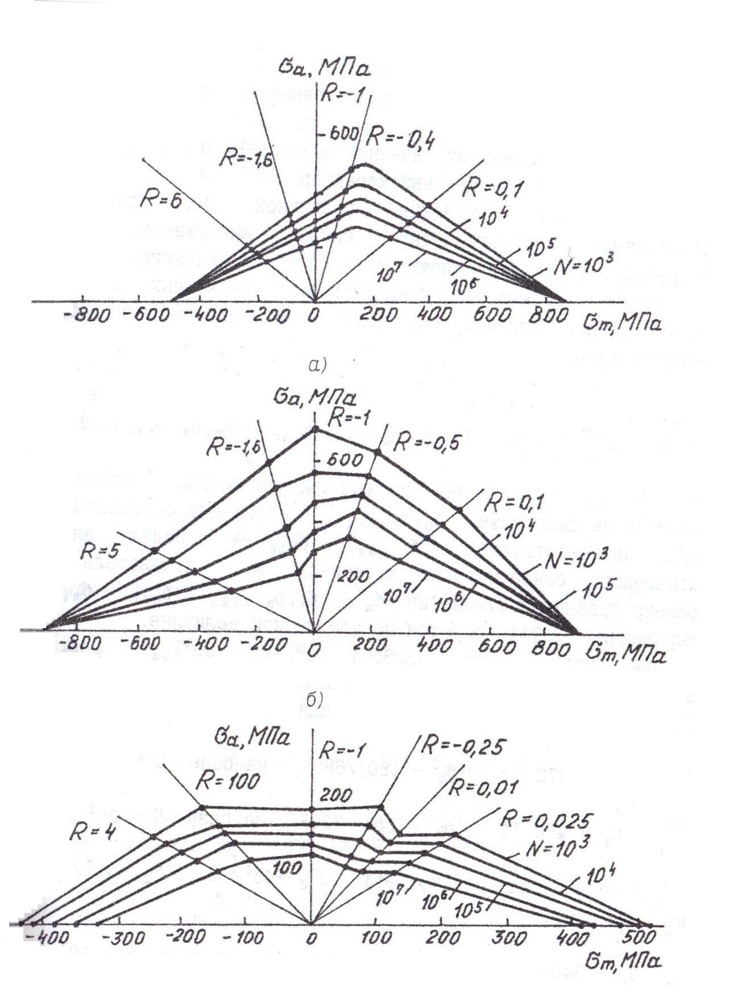 σa, МПа
R=-1
600
R=-0,4
R=-1,6
R=6
R=0,1
10⁴
10⁵
N=10³
10⁷
10⁶
-800 -600 -400 -200 0 200 400 600 800 σm, МПа
а)
σa, МПа
R=-1
R=-1,6
R=-0,5
600
R=0,1
10⁴
R=5
N=10³
200
10⁷
10⁶
10⁵
-800 -600 -400 -200 0 200 400 600 800 σm, МПа
б)
σa, МПа
R=-1
R=-0,25
R=100
200
R=0,01
R=4
R=0,025
N=10³
100
10⁴
10⁷
10⁶
10⁵
-400 -300 -200 -100 0 100 200 300 400 500
σm, МПа